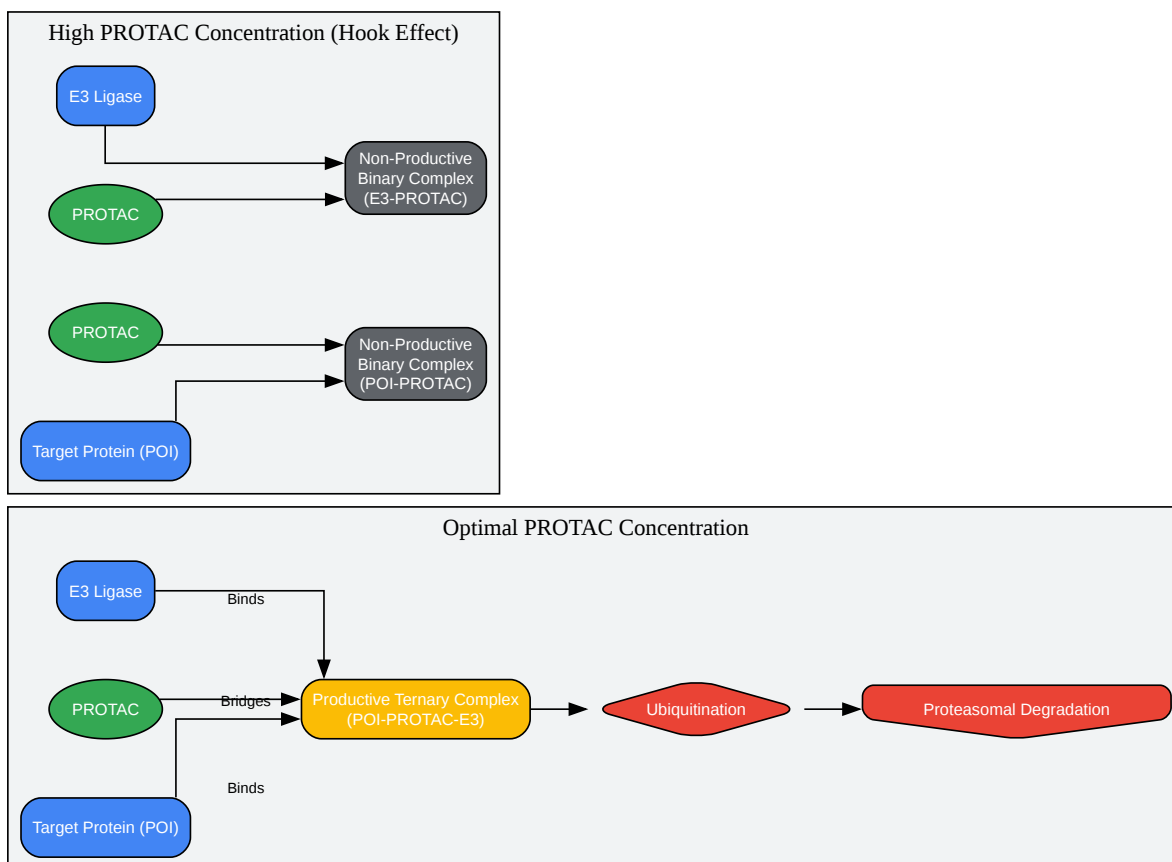 High PROTAC Concentration (Hook Effect)
E3 Ligase
Non-Productive
Binary Complex
(E3-PROTAC)
PROTAC
PROTAC
Non-Productive
Binary Complex
(POI-PROTAC)
Target Protein (POI)
Optimal PROTAC Concentration
E3 Ligase
Binds
PROTAC
Bridges
Productive Ternary Complex
(POI-PROTAC-E3)
Ubiquitination
Proteasomal Degradation
Binds
Target Protein (POI)